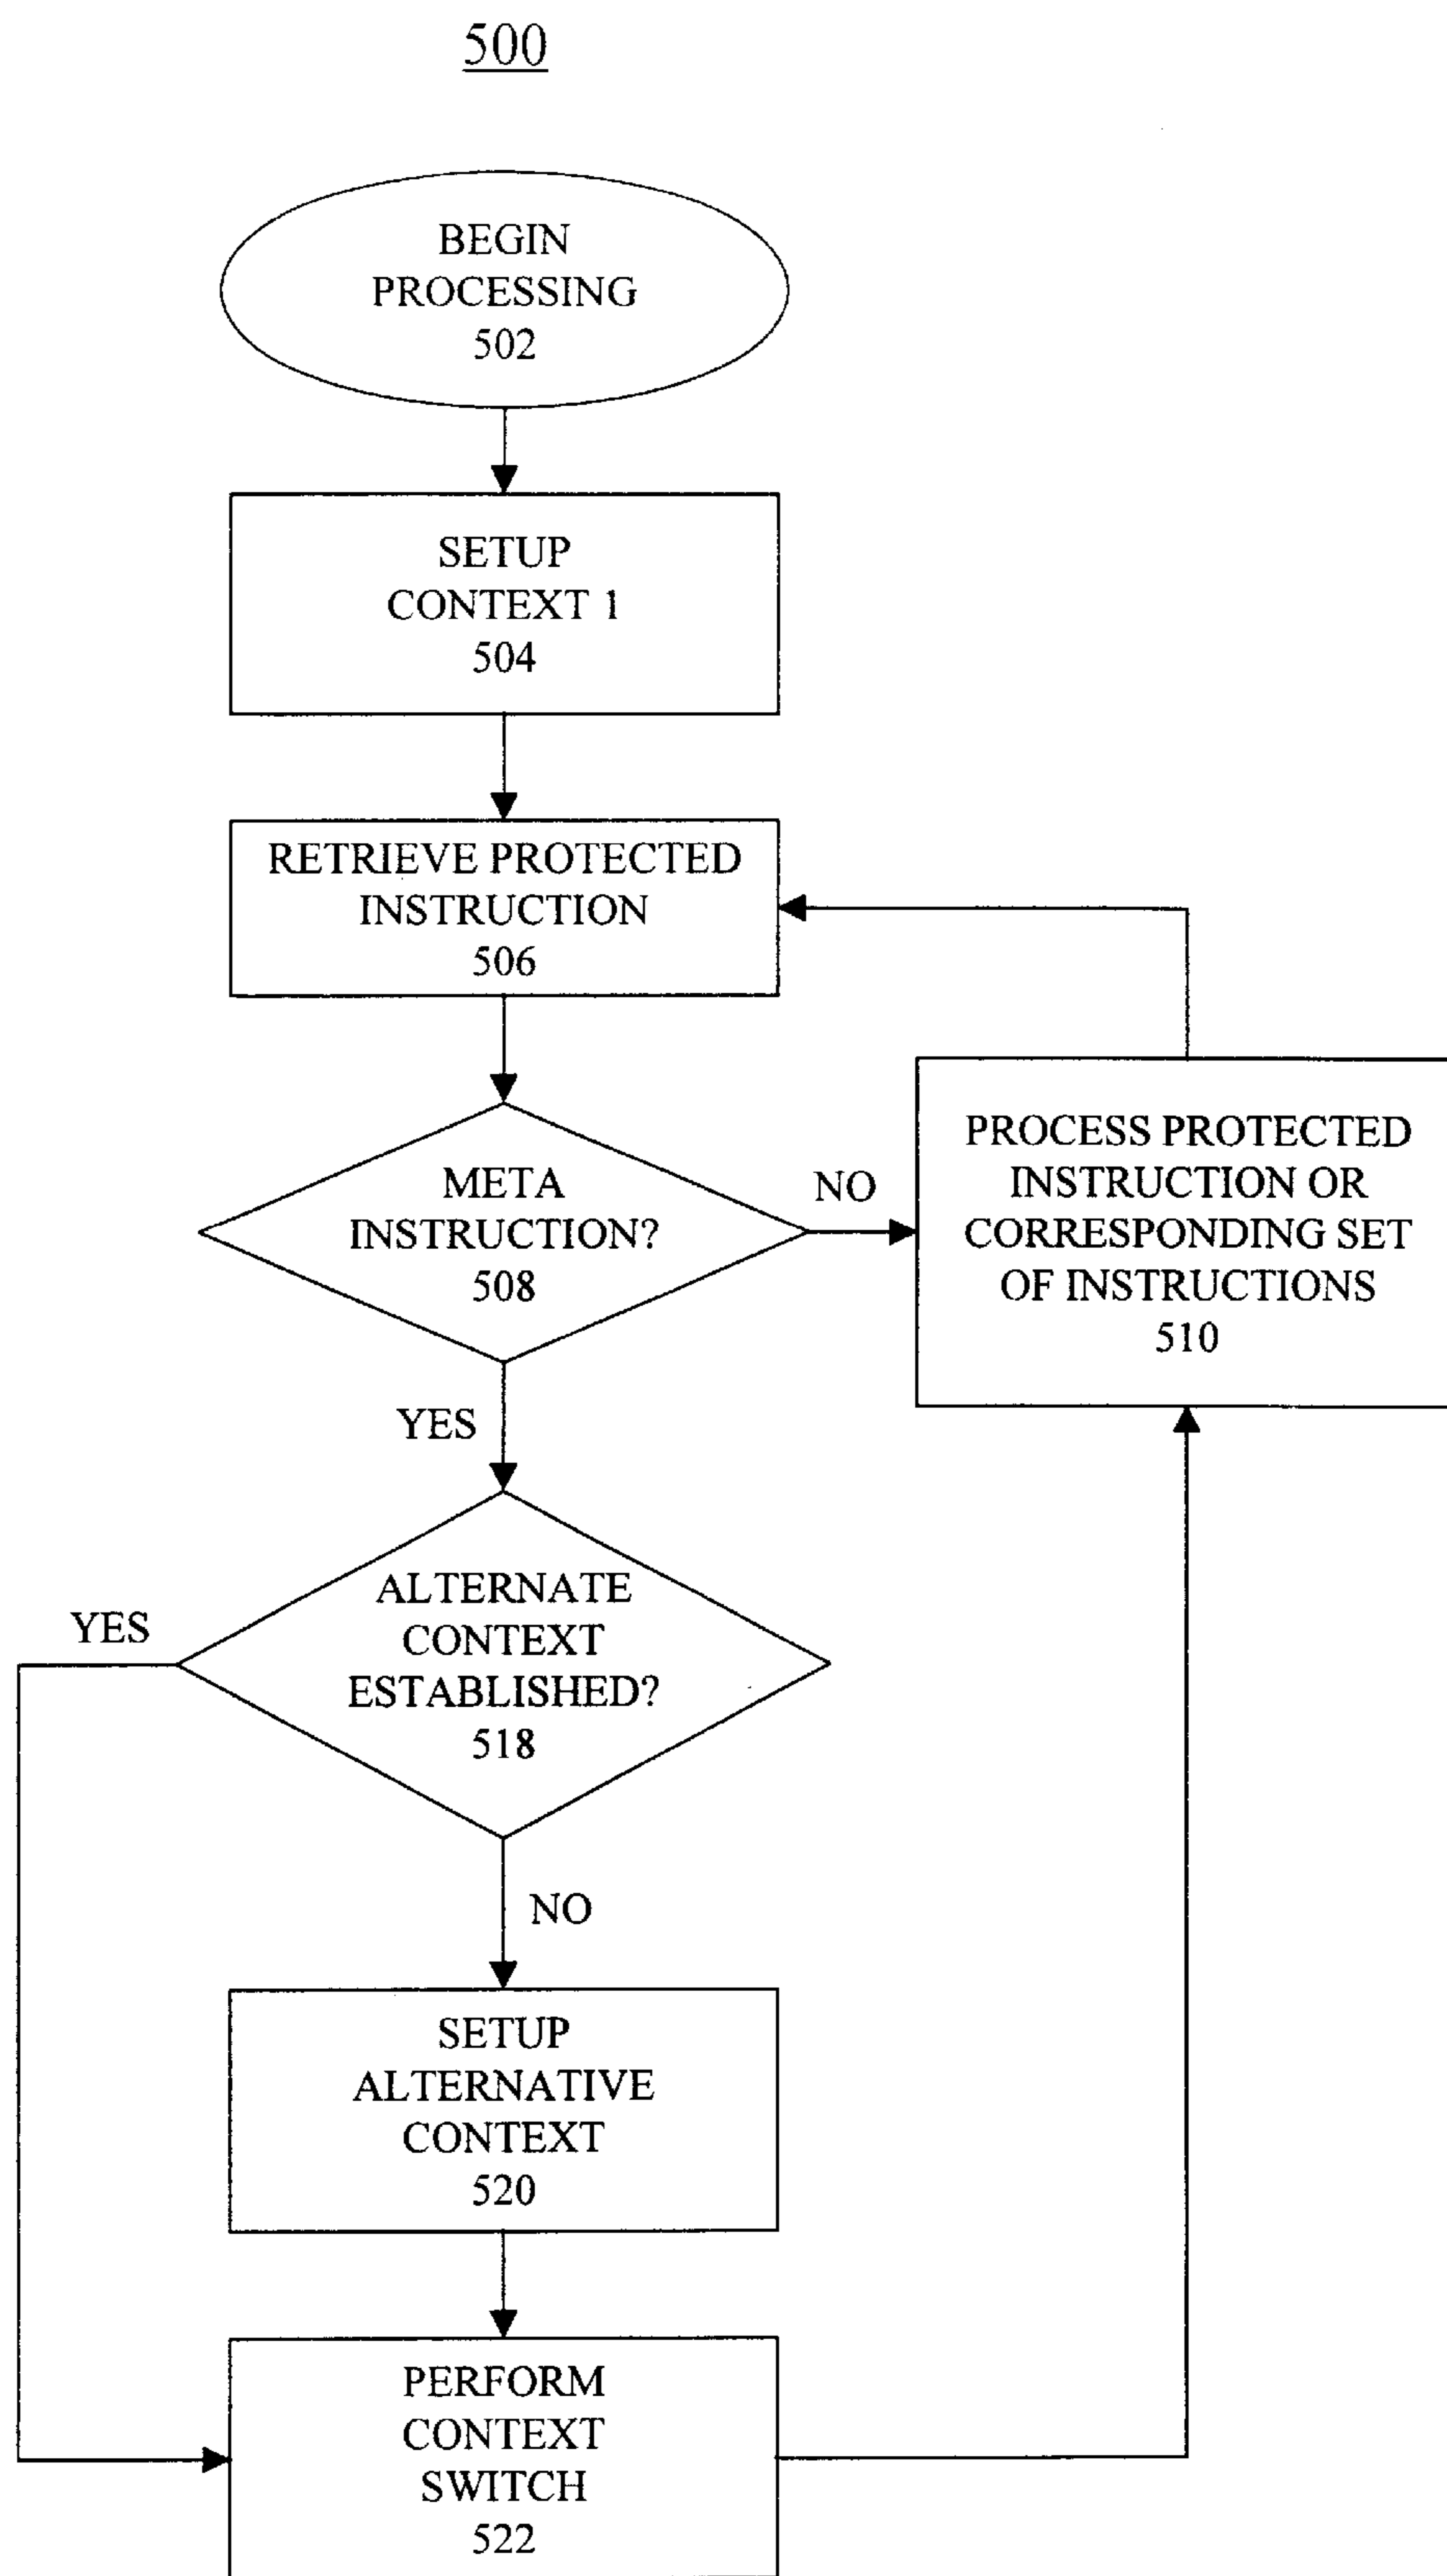 500
BEGIN
PROCESSING
502
SETUP
CONTEXT 1
504
RETRIEVE PROTECTED
INSTRUCTION
506
META
INSTRUCTION?
508
NO
PROCESS PROTECTED
INSTRUCTION OR
CORRESPONDING SET
OF INSTRUCTIONS
510
YES
ALTERNATE
CONTEXT
ESTABLISHED?
518
YES
NO
SETUP
ALTERNATIVE
CONTEXT
520
PERFORM
CONTEXT
SWITCH
522